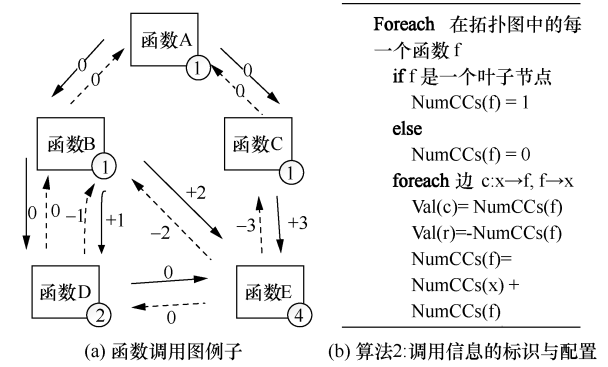 函数A
1
0
0
0
0
函数B
1
函数C
1
0
0
-1
+1
+2
-2
-3
+3
函数D
2
0
0
函数E
4
(a) 函数调用图例子
Foreach 在拓扑图中的每
一个函数f
if f 是一个叶子节点
NumCCs(f) = 1
else
NumCCs(f) = 0
foreach 边 c:x→f, f→x
Val(c)= NumCCs(f)
Val(r)=-NumCCs(f)
NumCCs(f)=
NumCCs(x) +
NumCCs(f)
(b) 算法2:调用信息的标识与配置